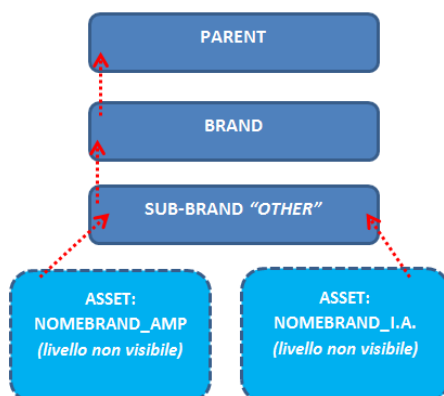 PARENT
BRAND
SUB-BRAND “OTHER”
ASSET:
NOMEBRAND_AMP
(livello non visibile)
ASSET:
NOMEBRAND_I.A.
(livello non visibile)